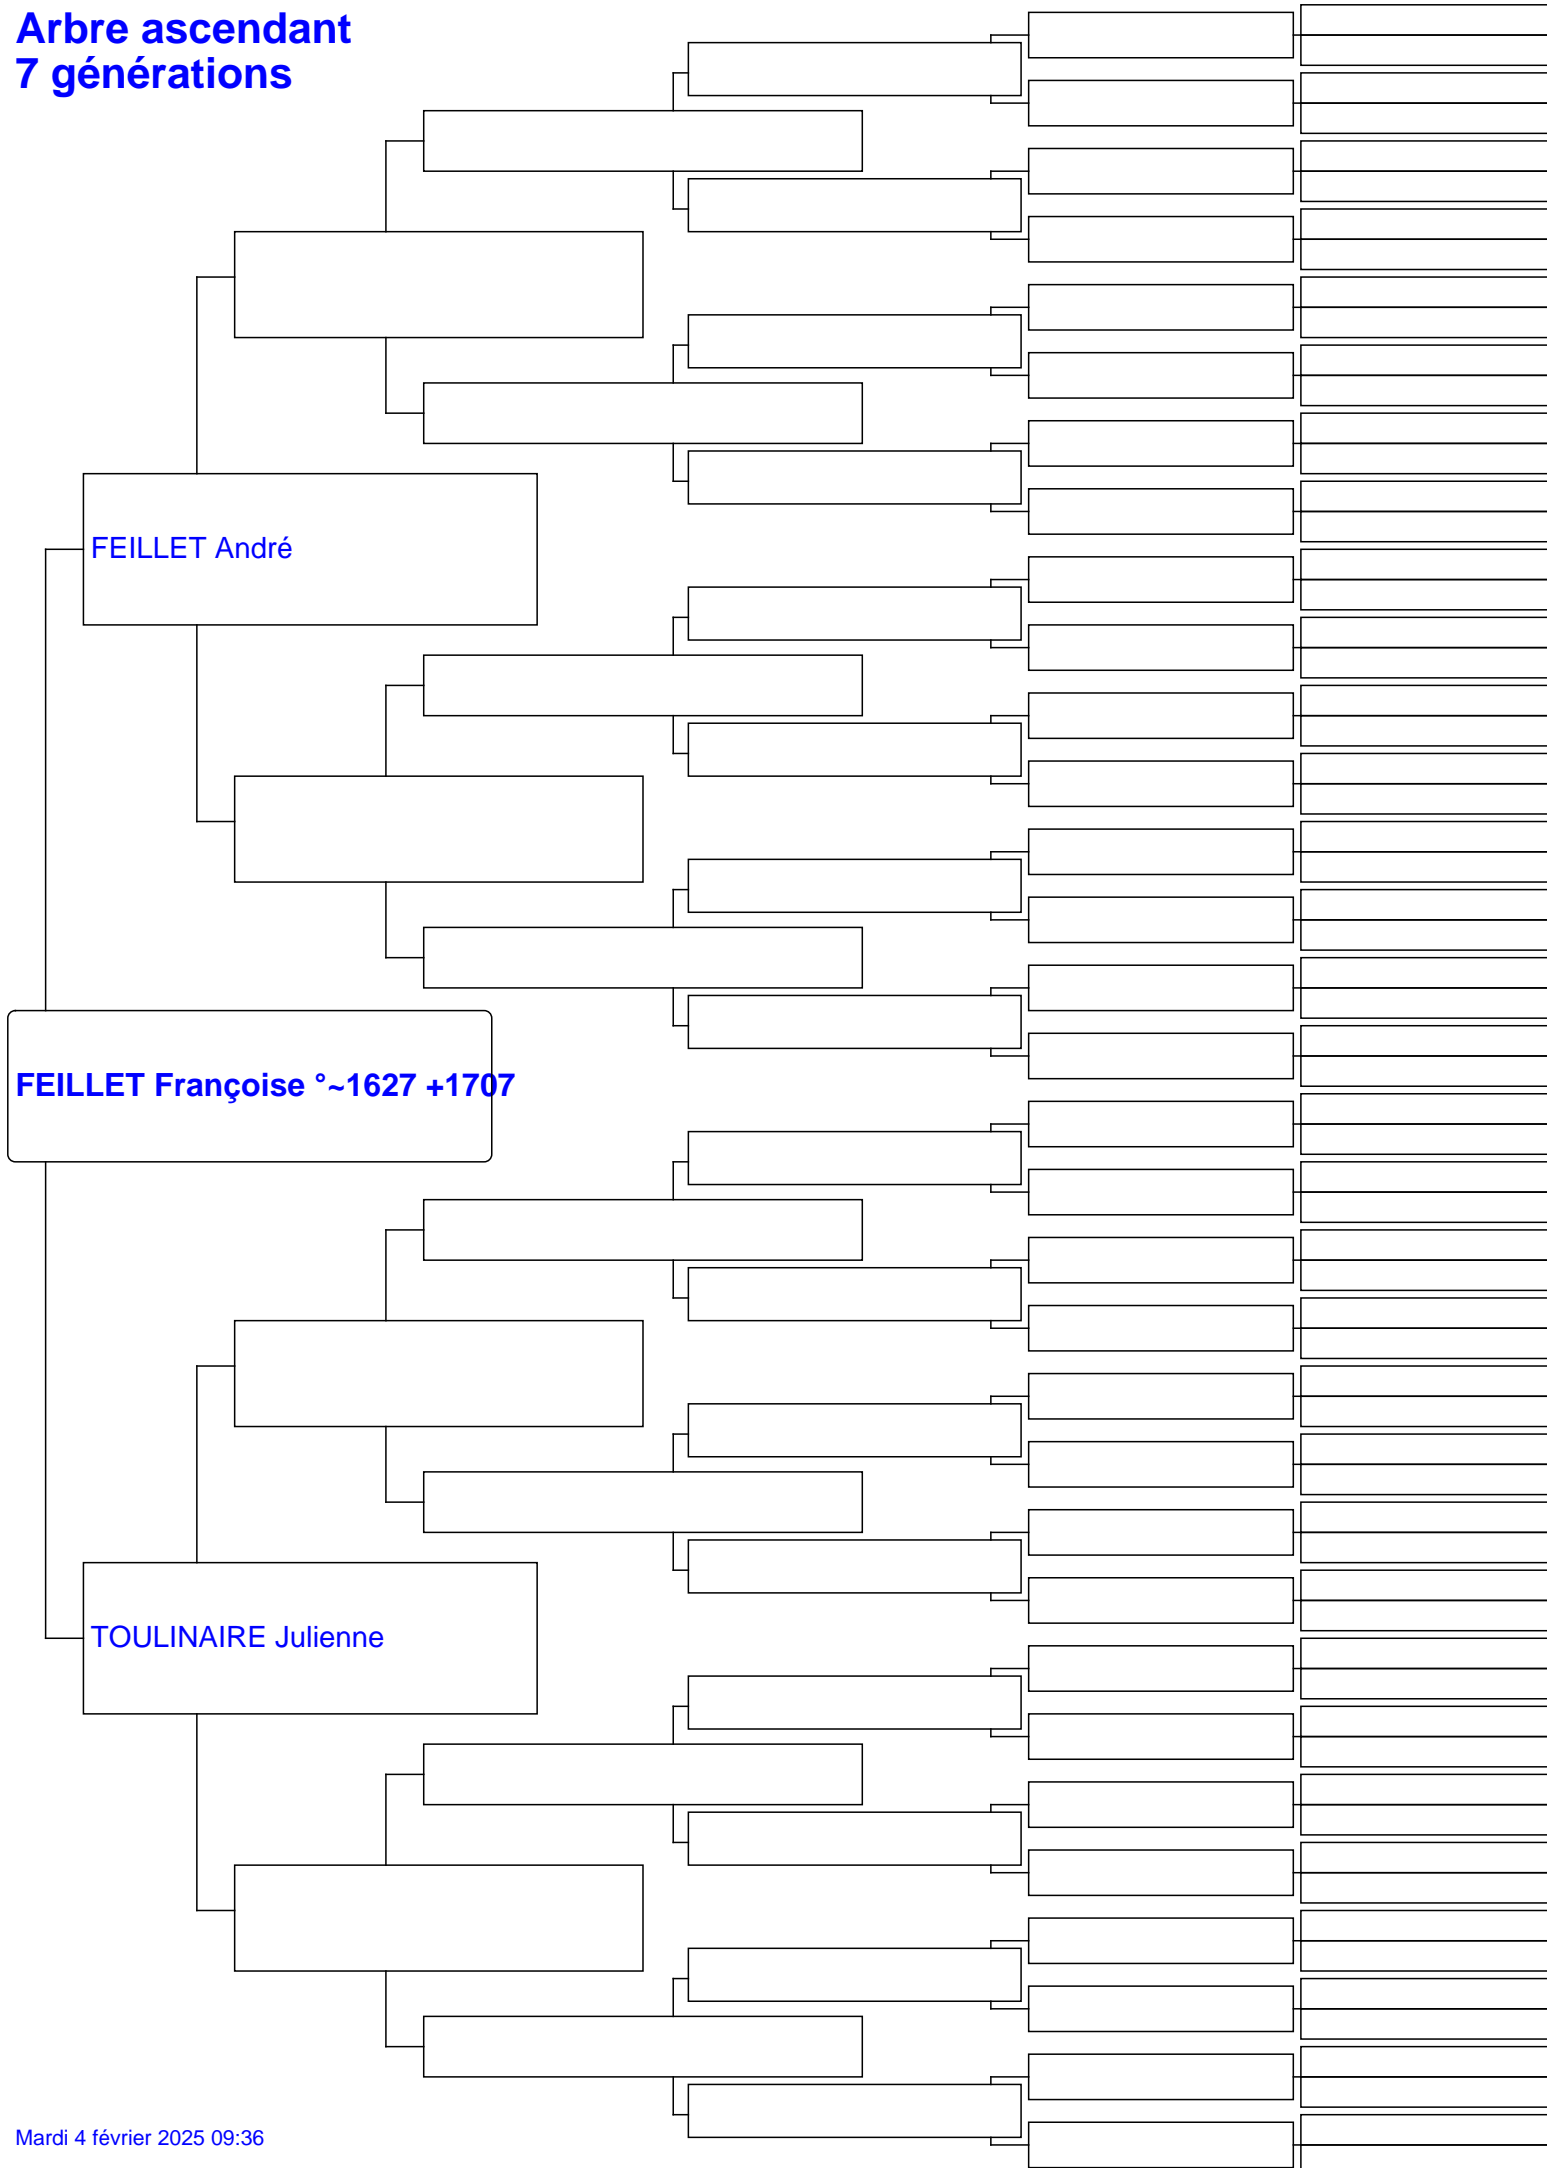 Arbre ascendant
7 générations
FEILLET André
FEILLET Françoise °~1627 +1707
TOULINAIRE Julienne
Mardi 4 février 2025 09:36